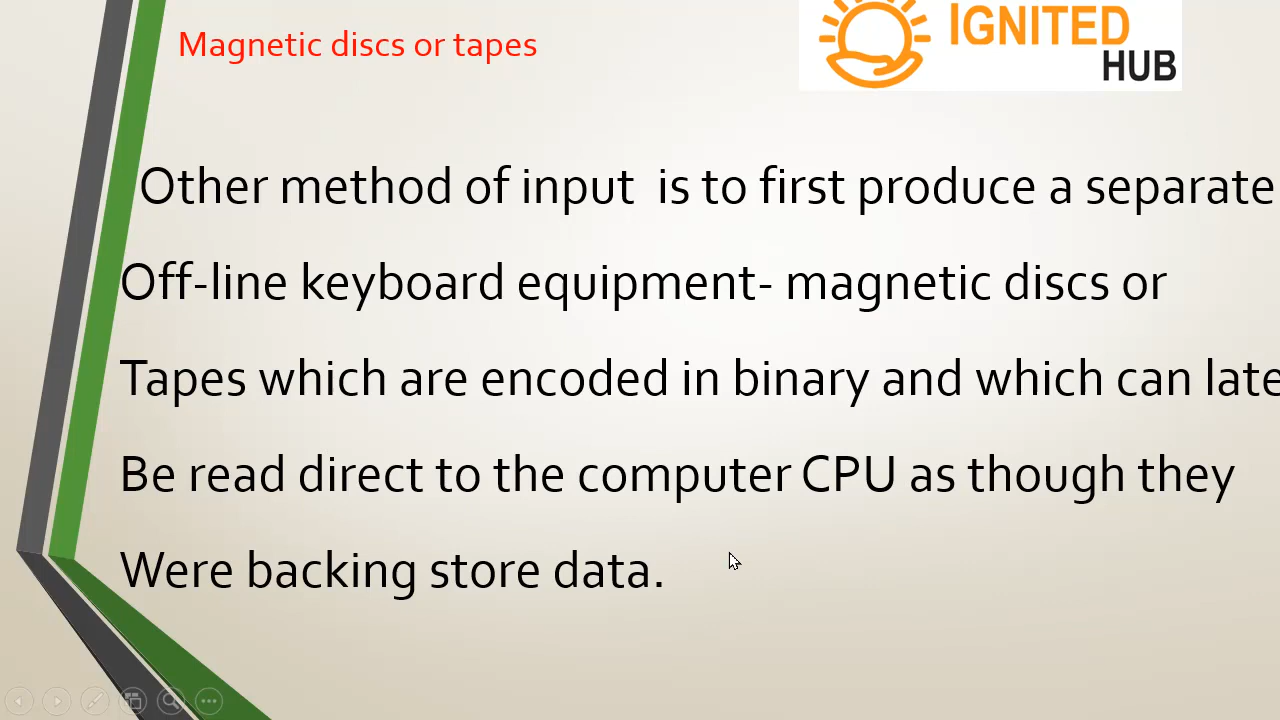 Magnetic discs or tapes
IGNITED
HUB
Other method of input is to first produce a separate
Off-line keyboard equipment- magnetic discs or
Tapes which are encoded in binary and which can late
Be read direct to the computer CPU as though they
Were backing store data.